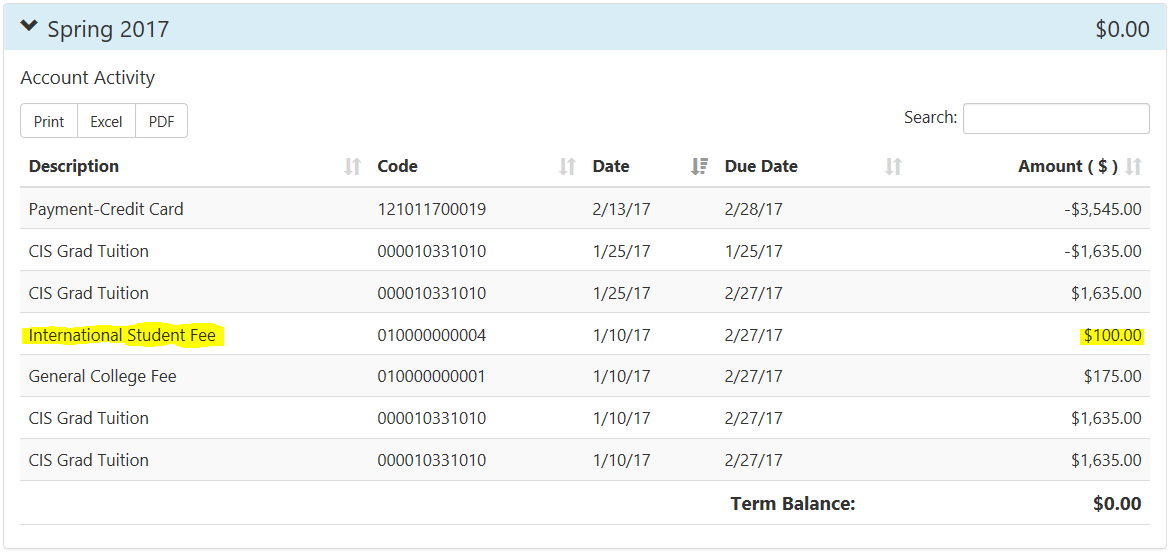 Spring 2017 $0.00
Account Activity
Print Excel PDF Search:
Description Code Date Due Date Amount ( $ )
Payment-Credit Card 121011700019 2/13/17 2/28/17 -$3,545.00
CIS Grad Tuition 000010331010 1/25/17 1/25/17 -$1,635.00
CIS Grad Tuition 000010331010 1/25/17 2/27/17 $1,635.00
International Student Fee 010000000004 1/10/17 2/27/17 $100.00
General College Fee 010000000001 1/10/17 2/27/17 $175.00
CIS Grad Tuition 000010331010 1/10/17 2/27/17 $1,635.00
CIS Grad Tuition 000010331010 1/10/17 2/27/17 $1,635.00
Term Balance: $0.00